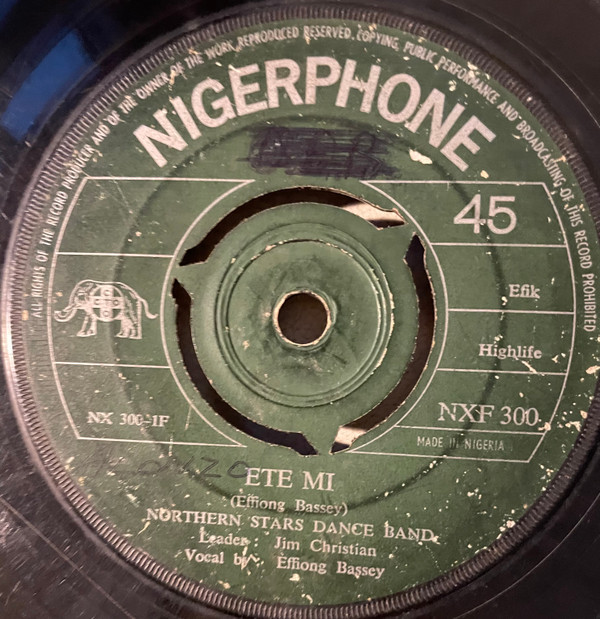 ALL RIGHTS OF THE RECORD PRODUCER AND OF THE OWNER OF THE WORK REPRODUCED RESERVED. COPYING, PUBLIC PERFORMANCE AND BROADCASTING OF THIS RECORD PROHIBITED
NIGERPHONE
45
Efik
Highlife
NX 300-1F
NXF 300
MADE IN NIGERIA
ETE MI
(Effiong Bassey)
NORTHERN STARS DANCE BAND
Leader : Jim Christian
Vocal by : Effiong Bassey